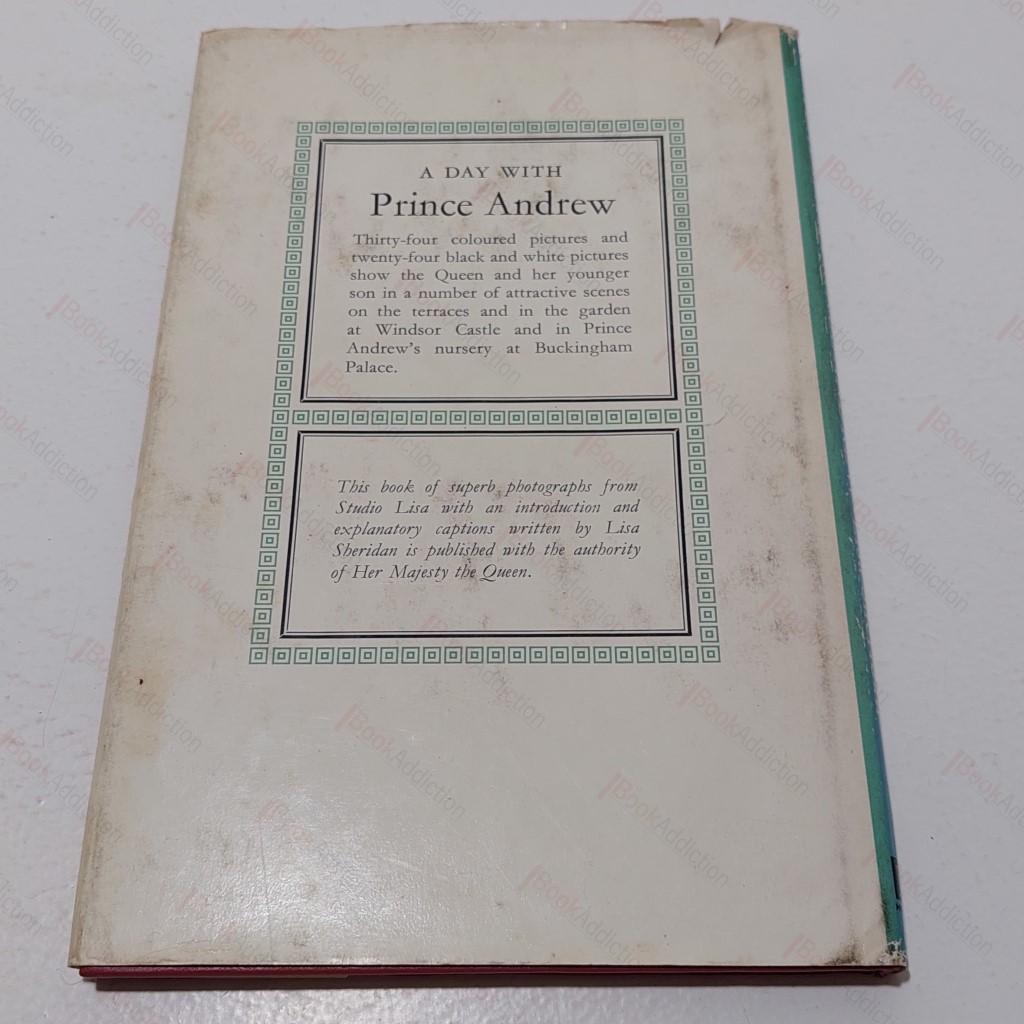 A DAY WITH
Prince Andrew
Thirty-four coloured pictures and
twenty-four black and white pictures
show the Queen and her younger
son in a number of attractive scenes
on the terraces and in the garden
at Windsor Castle and in Prince
Andrew's nursery at Buckingham
Palace.
This book of superb photographs from
Studio Lisa with an introduction and
explanatory captions written by Lisa
Sheridan is published with the authority
of Her Majesty the Queen.
BookAddiction